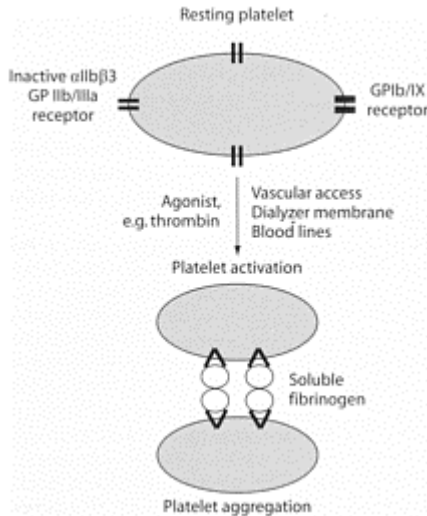 Resting platelet
Inactive αIIbβ3
GP IIb/IIIa
receptor
GPIb/IX
receptor
Agonist,
e.g. thrombin
Vascular access
Dialyzer membrane
Blood lines
Platelet activation
Soluble
fibrinogen
Platelet aggregation